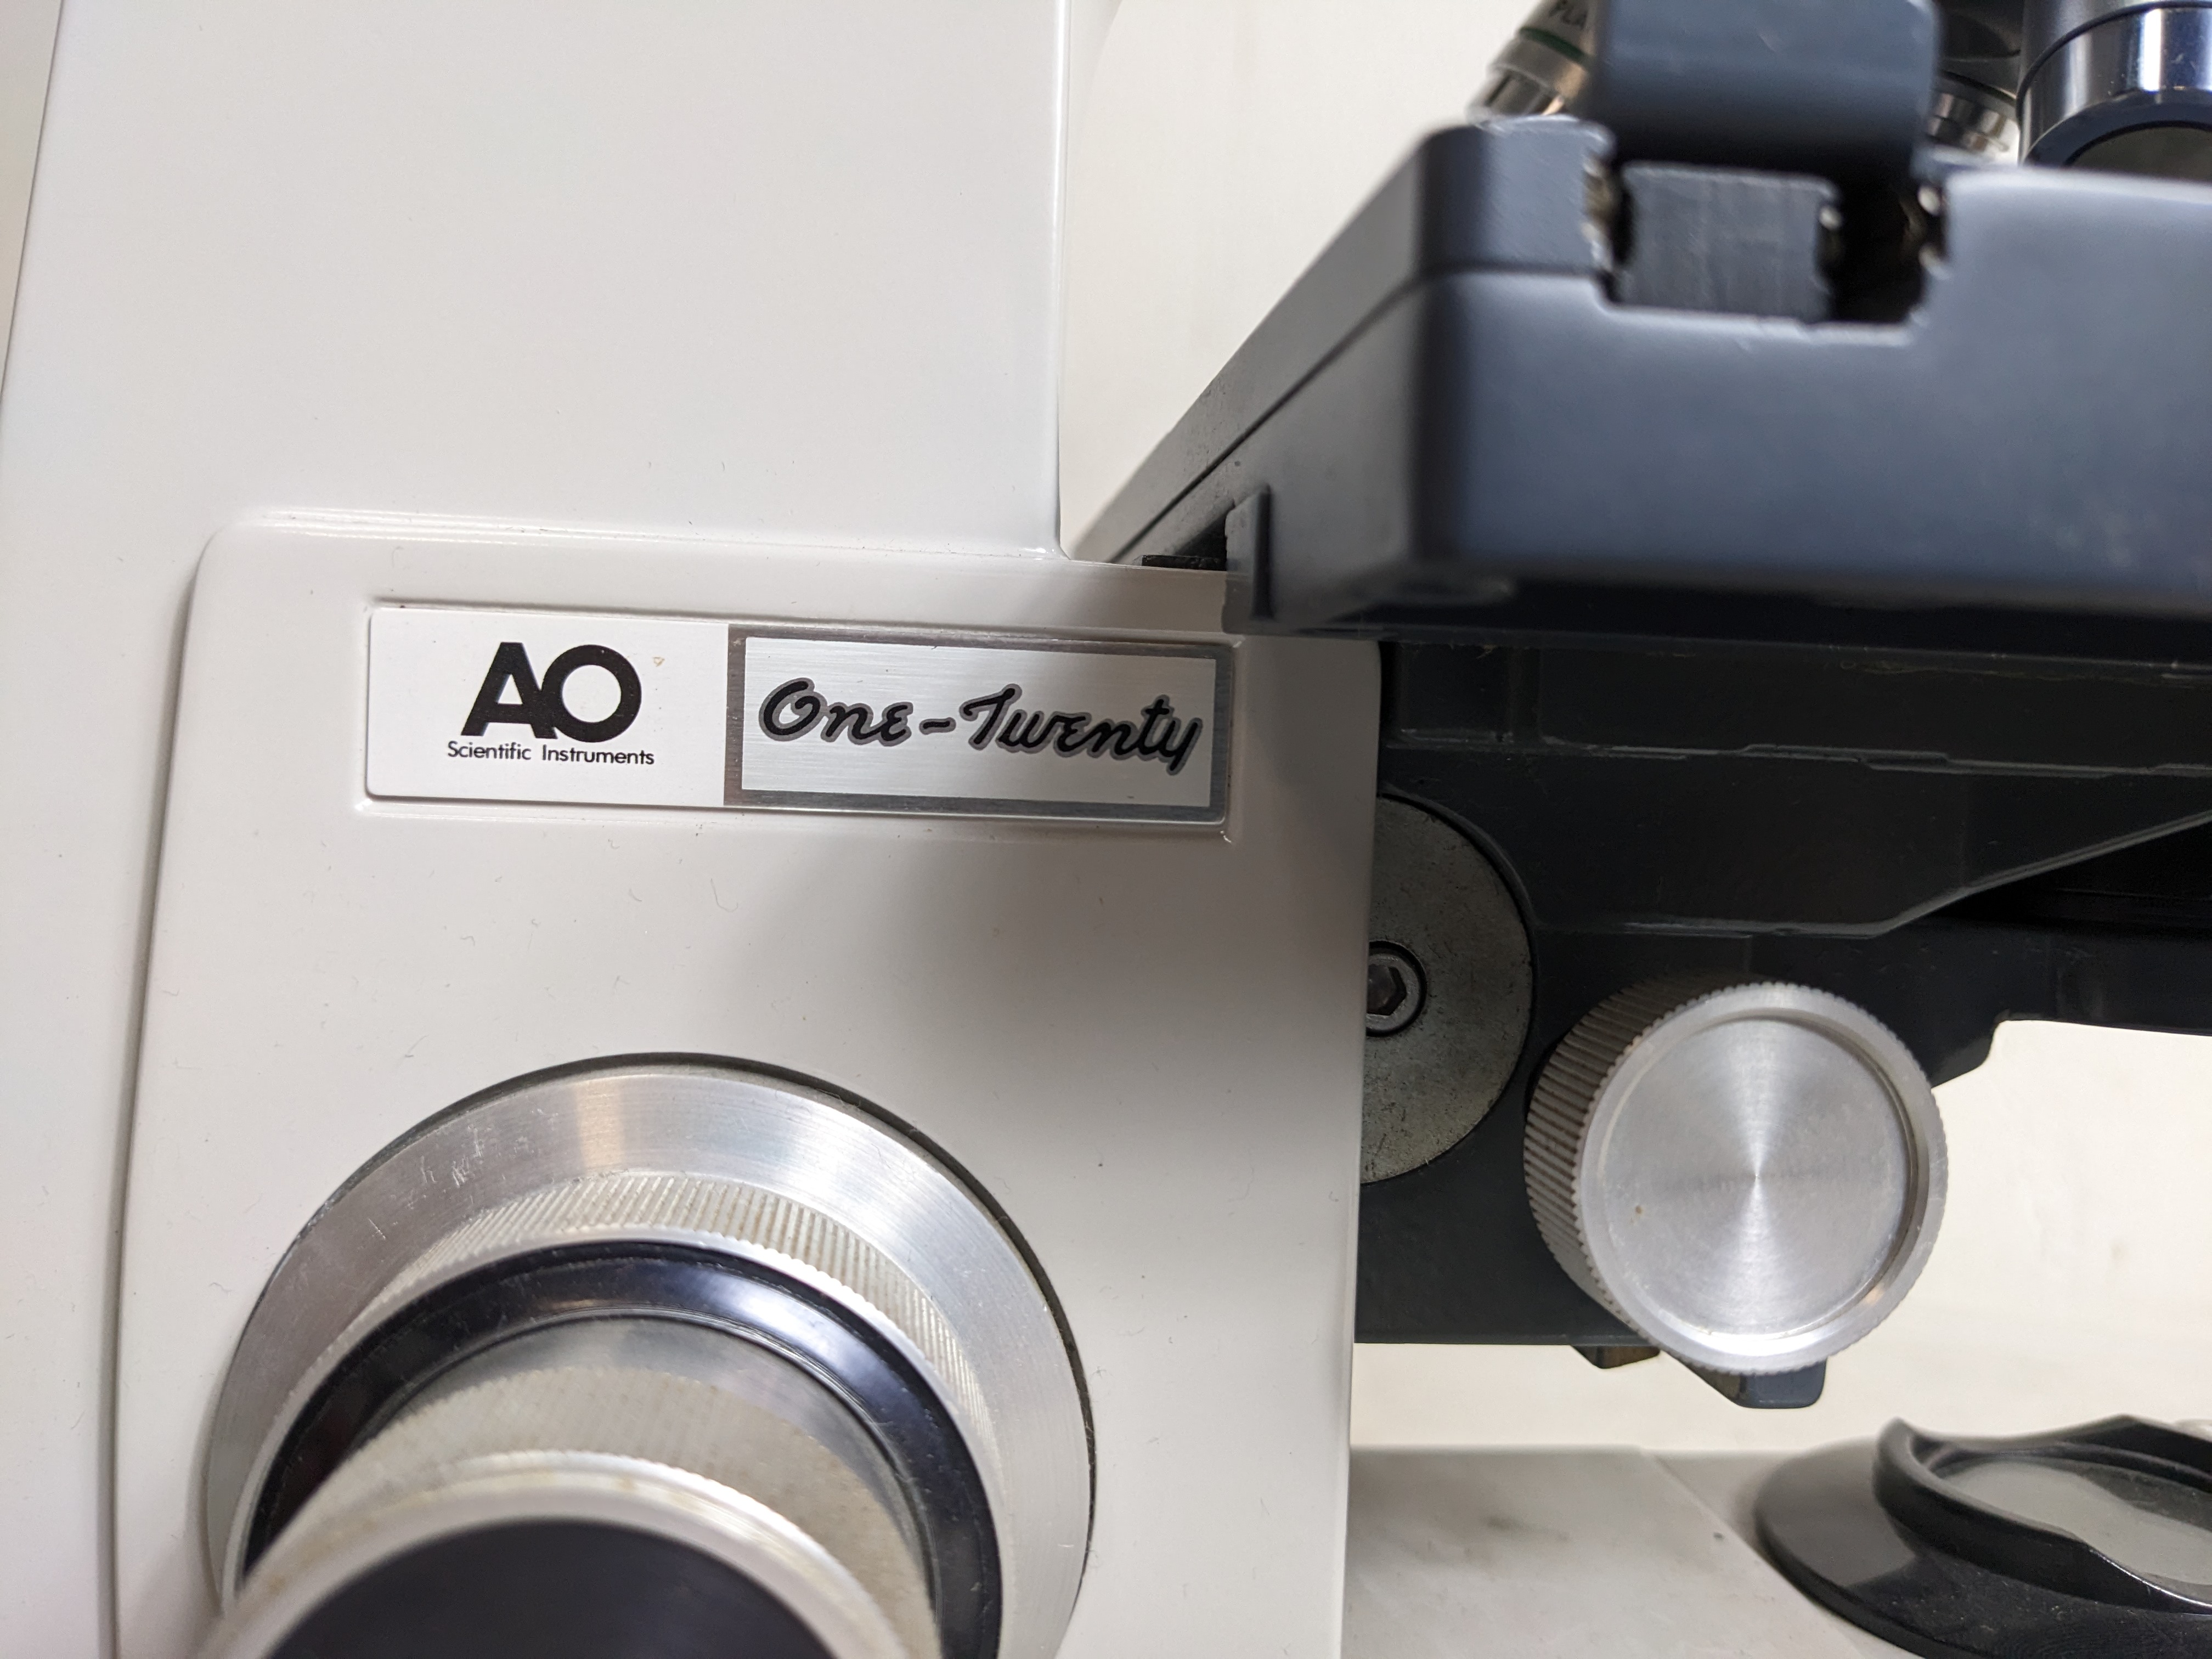 AO
Scientific Instruments
One-Twenty